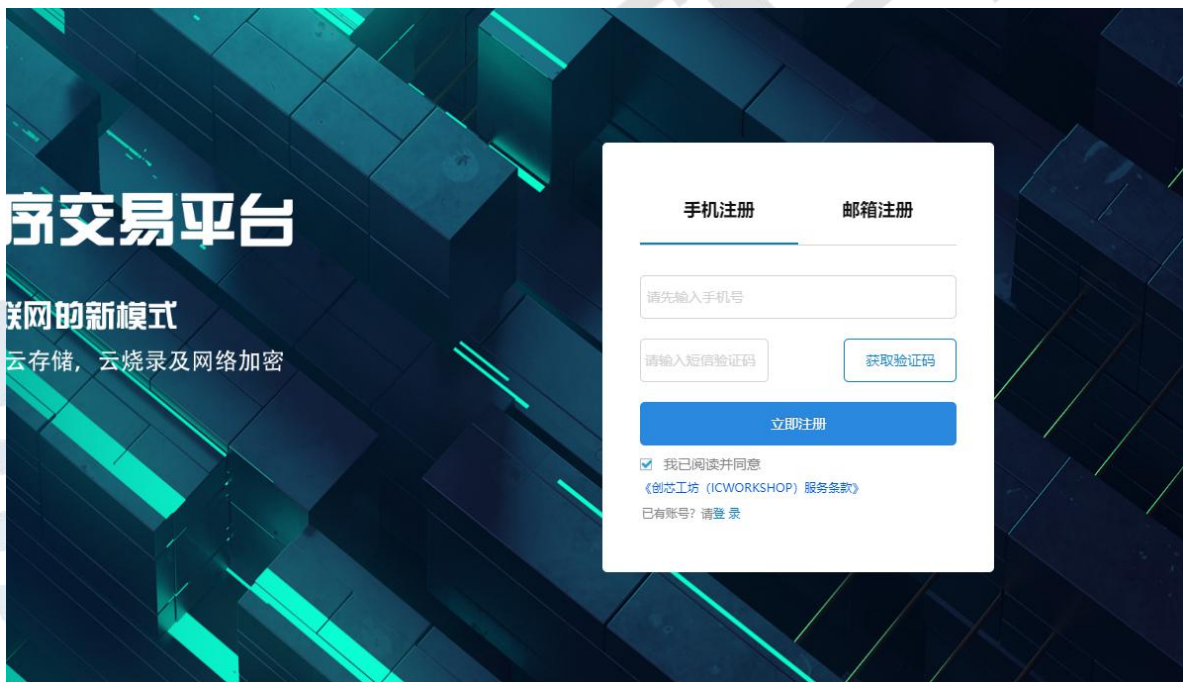 序交易平台
联网的新模式
云存储，云烧录及网络加密
手机注册
邮箱注册
请先输入手机号
请输入短信验证码
获取验证码
立即注册
我已阅读并同意
《创芯工坊（ICWORKSHOP）服务条款》
已有账号？请登 录